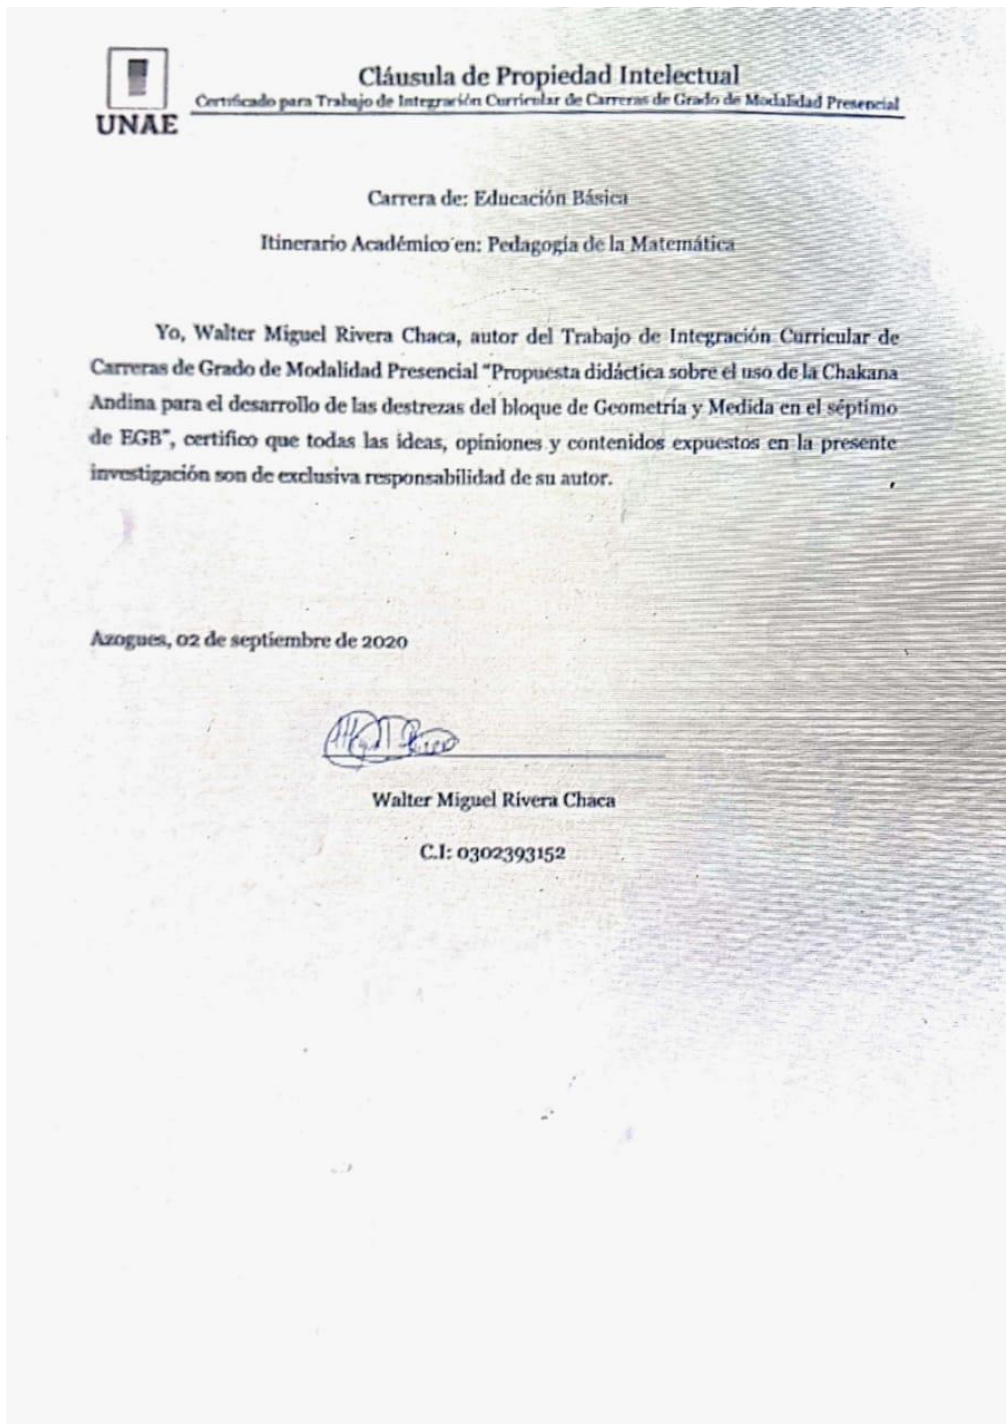 Cláusula de Propiedad Intelectual
Certificado para Trabajo de Integración Curricular de Carreras de Grado de Modalidad Presencial
UNAE
Carrera de: Educación Básica
Itinerario Académico en: Pedagogía de la Matemática
Yo, Walter Miguel Rivera Chaca, autor del Trabajo de Integración Curricular de
Carreras de Grado de Modalidad Presencial "Propuesta didáctica sobre el uso de la Chakana
Andina para el desarrollo de las destrezas del bloque de Geometría y Medida en el séptimo
de EGB", certifico que todas las ideas, opiniones y contenidos expuestos en la presente
investigación son de exclusiva responsabilidad de su autor.
Azogues, 02 de septiembre de 2020
Walter Miguel Rivera Chaca
C.I: 0302393152